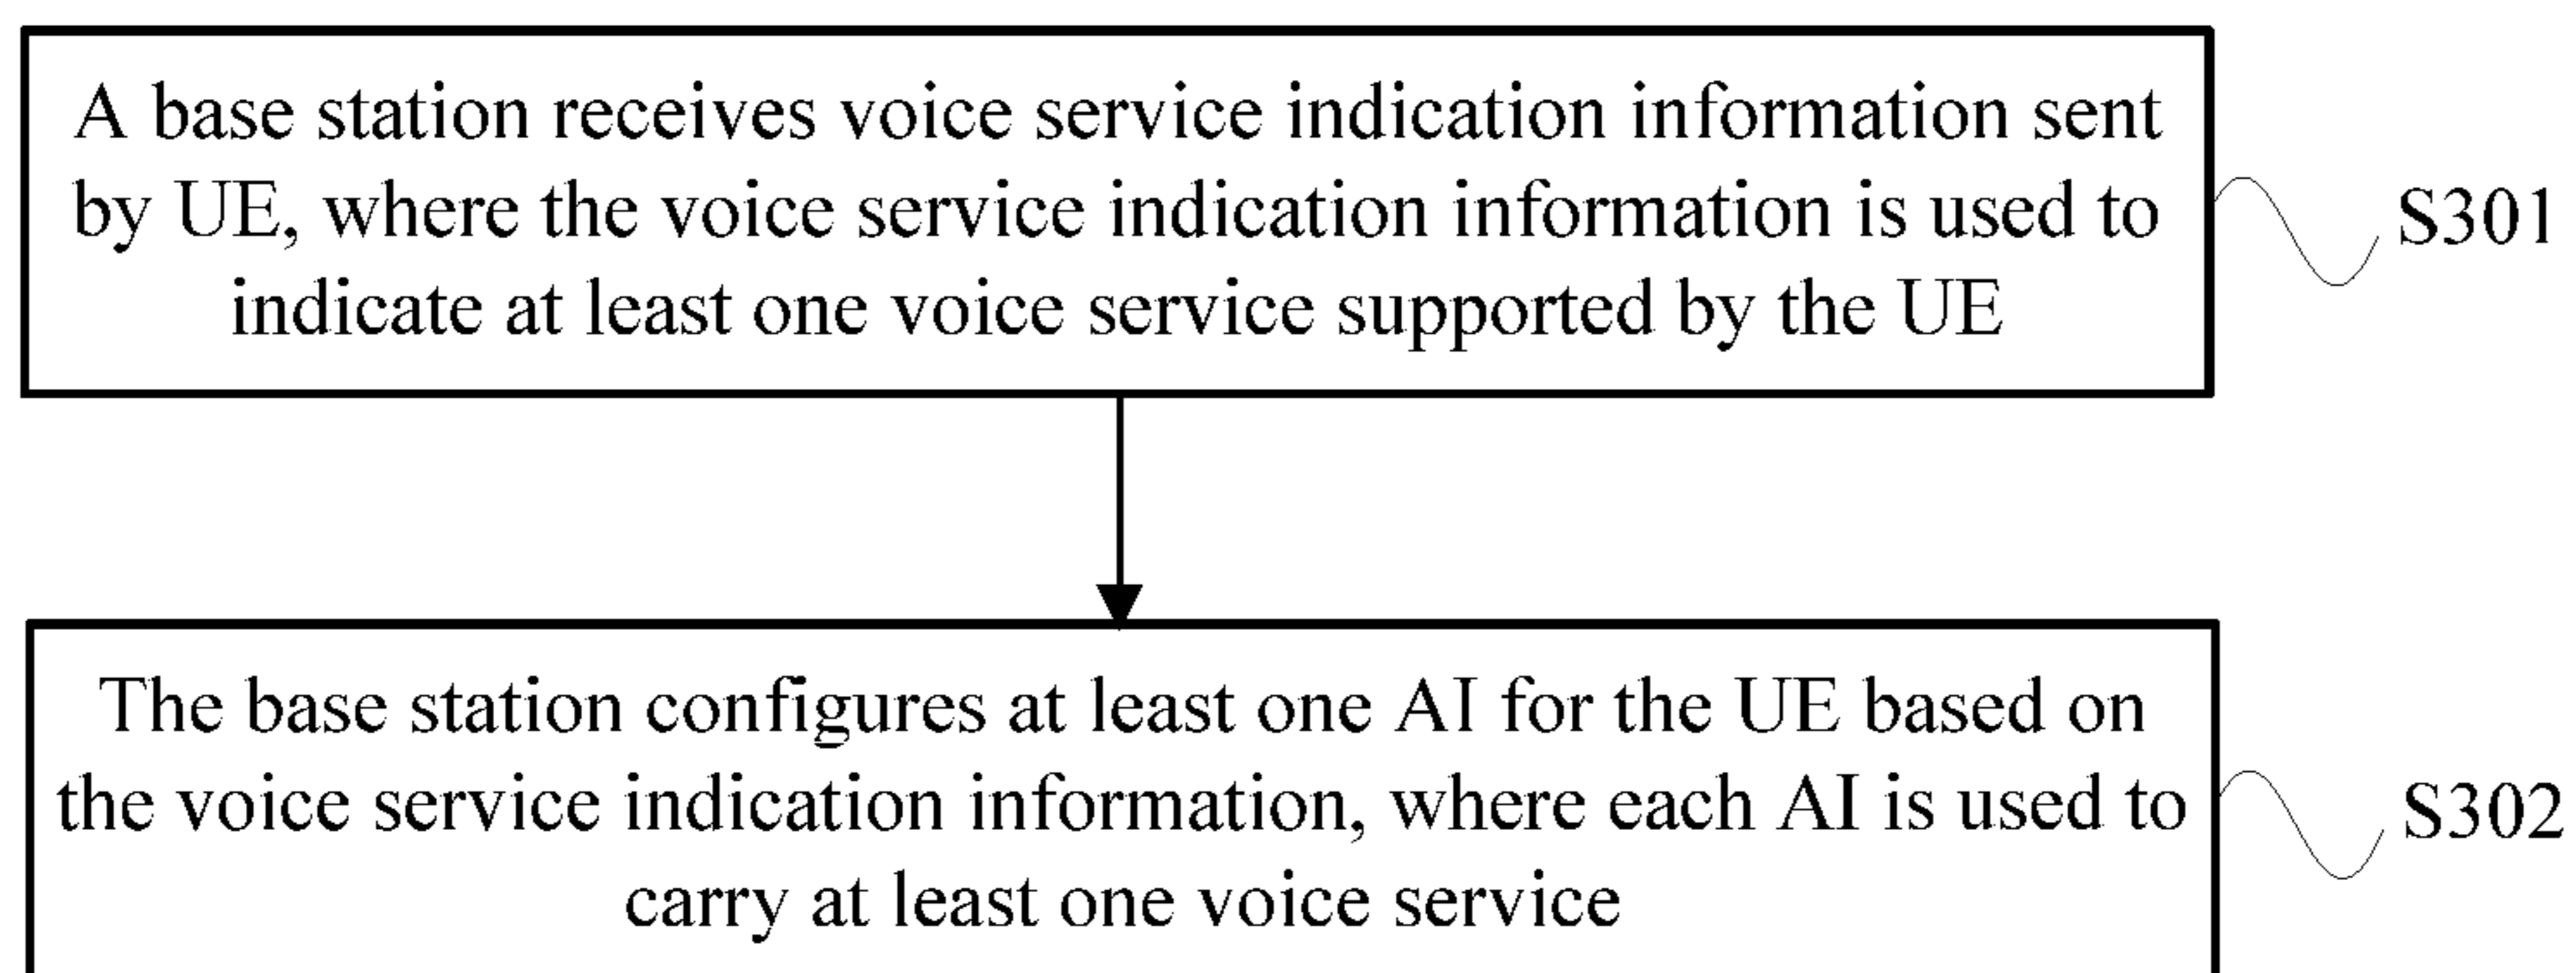 A base station receives voice service indication information sent
by UE, where the voice service indication information is used to
indicate at least one voice service supported by the UE
S301
The base station configures at least one AI for the UE based on
the voice service indication information, where each AI is used to
carry at least one voice service
S302